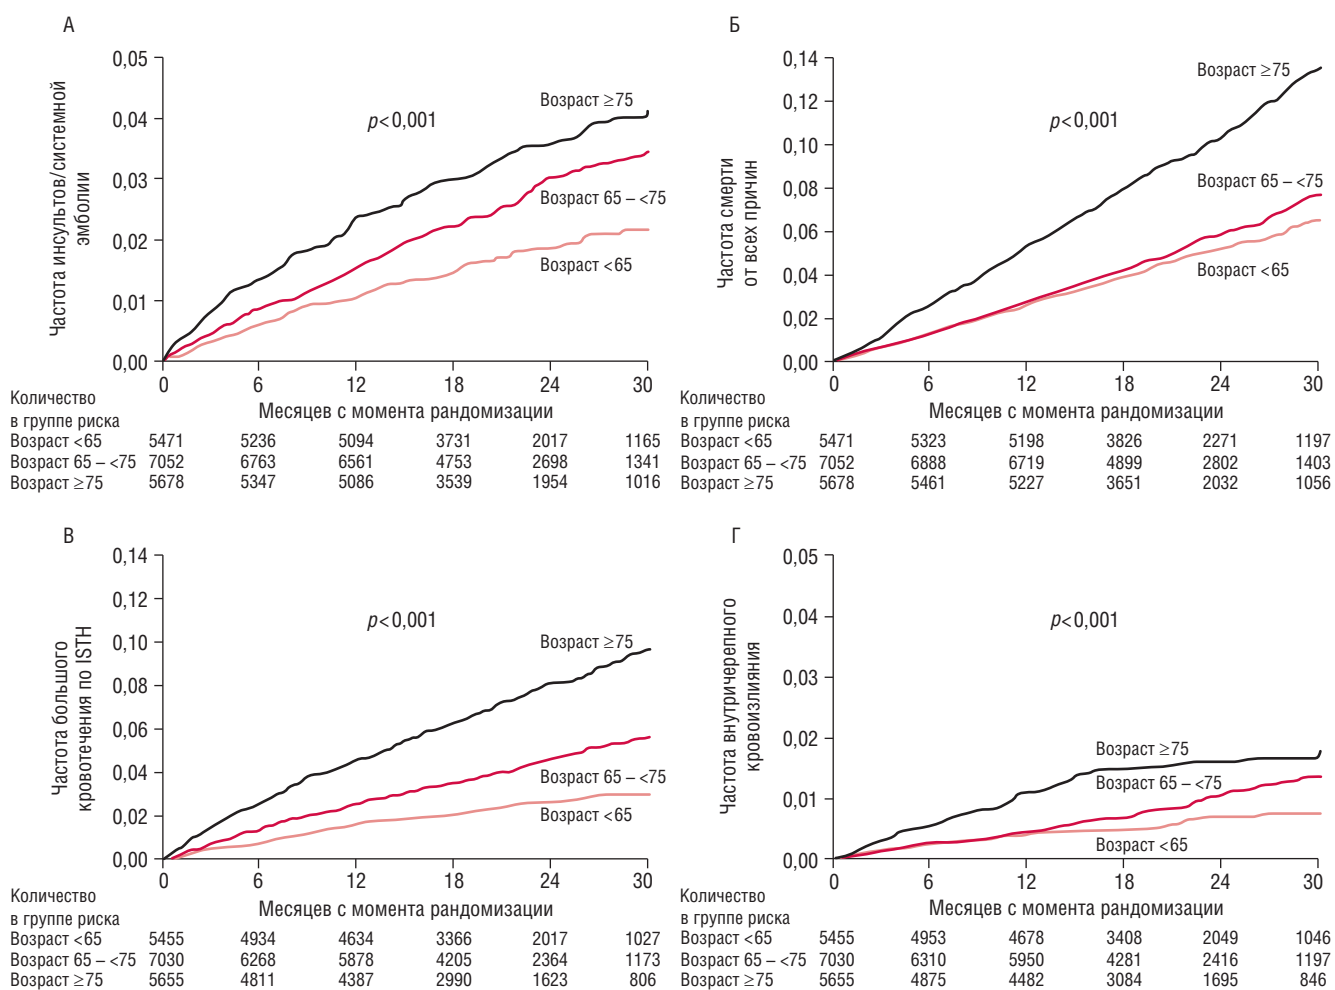 А
Частота инсультов/системной
эмболии
0,05
0,04
0,03
0,02
0,01
0,00
p<0,001
Возраст ≥75
Возраст 65 – <75
Возраст <65
0 6 12 18 24 30
Месяцев с момента рандомизации
Количество
в группе риска
Возраст <65 5471 5236 5094 3731 2017 1165
Возраст 65 – <75 7052 6763 6561 4753 2698 1341
Возраст ≥75 5678 5347 5086 3539 1954 1016
Б
Частота смерти
от всех причин
0,14
0,12
0,10
0,08
0,06
0,04
0,02
0,00
p<0,001
Возраст ≥75
Возраст 65 – <75
Возраст <65
0 6 12 18 24 30
Месяцев с момента рандомизации
Количество
в группе риска
Возраст <65 5471 5323 5198 3826 2271 1197
Возраст 65 – <75 7052 6888 6719 4899 2802 1403
Возраст ≥75 5678 5461 5227 3651 2032 1056
В
Частота большого
кровотечения по ISTH
0,14
0,12
0,10
0,08
0,06
0,04
0,02
0,00
p<0,001
Возраст ≥75
Возраст 65 – <75
Возраст <65
0 6 12 18 24 30
Месяцев с момента рандомизации
Количество
в группе риска
Возраст <65 5455 4934 4634 3366 2017 1027
Возраст 65 – <75 7030 6268 5878 4205 2364 1173
Возраст ≥75 5655 4811 4387 2990 1623 806
Г
Частота внутричерепного
кровоизлияния
0,05
0,04
0,03
0,02
0,01
0,00
p<0,001
Возраст ≥75
Возраст 65 – <75
Возраст <65
0 6 12 18 24 30
Месяцев с момента рандомизации
Количество
в группе риска
Возраст <65 5455 4953 4678 3408 2049 1046
Возраст 65 – <75 7030 6310 5950 4281 2416 1197
Возраст ≥75 5655 4875 4482 3084 1695 846